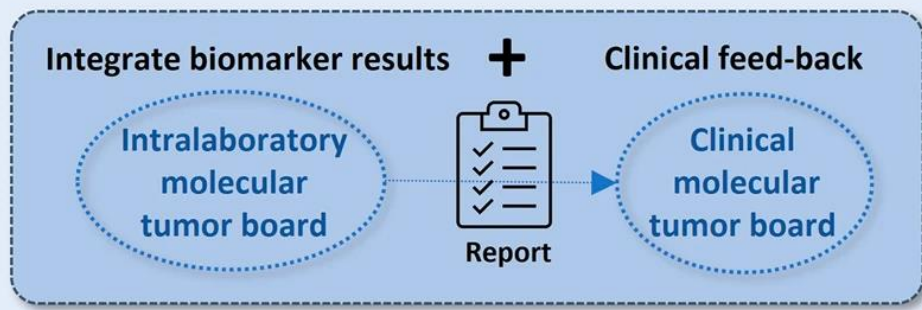 Integrate biomarker results + Clinical feed-back
Intralaboratory
molecular
tumor board
Report
Clinical
molecular
tumor board